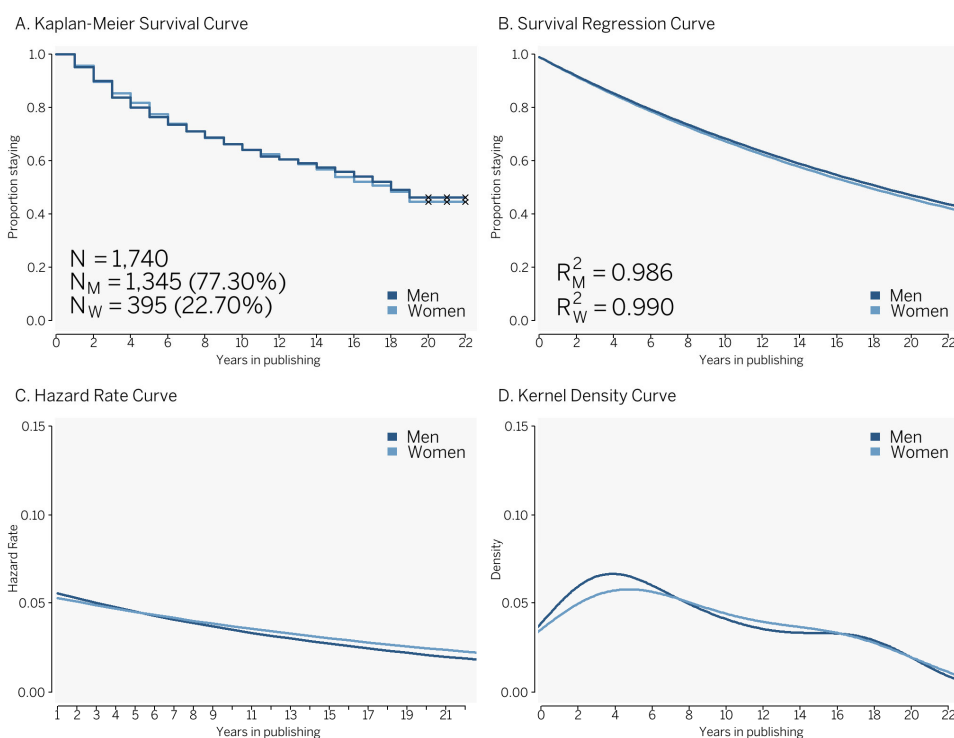 A. Kaplan-Meier Survival Curve
1.0
0.8
0.6
0.4
0.2
0.0
Proportion staying
N = 1,740
N_M = 1,345 (77.30%)
N_W = 395 (22.70%)
Men
Women
0 2 4 6 8 10 12 14 16 18 20 22
Years in publishing
B. Survival Regression Curve
1.0
0.8
0.6
0.4
0.2
0.0
Proportion staying
R²_M = 0.986
R²_W = 0.990
Men
Women
0 2 4 6 8 10 12 14 16 18 20 22
Years in publishing
C. Hazard Rate Curve
0.15
0.10
0.05
0.00
Hazard Rate
Men
Women
1 2 3 4 5 6 7 8 9 11 13 15 17 19 21
Years in publishing
D. Kernel Density Curve
0.15
0.10
0.05
0.00
Density
Men
Women
0 2 4 6 8 10 12 14 16 18 20 22
Years in publishing